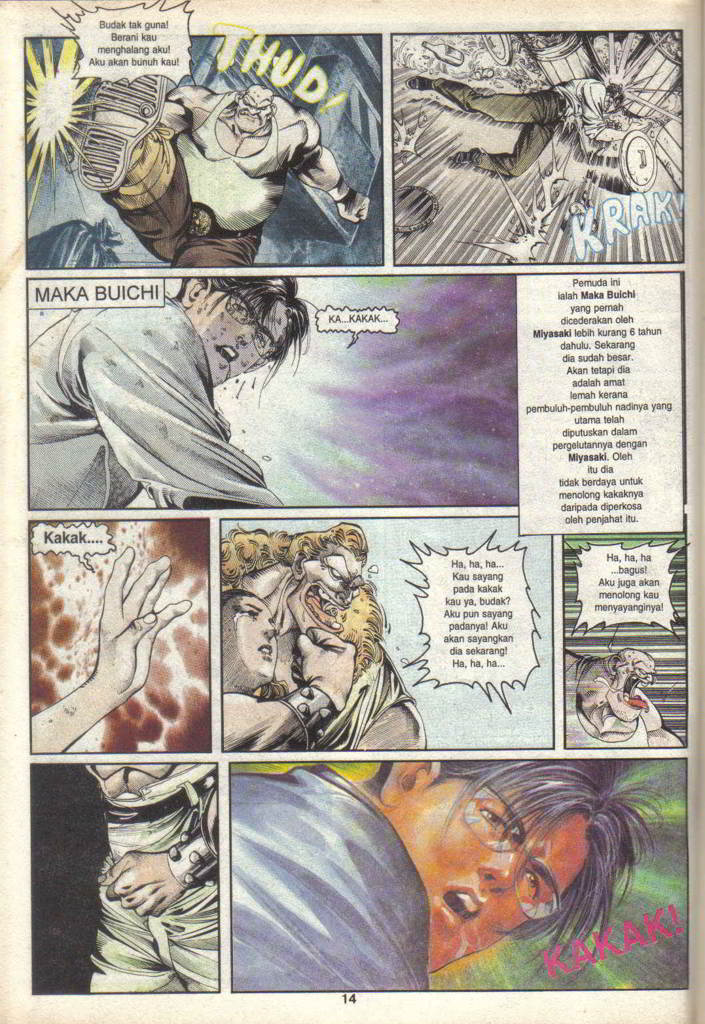 Budak tak guna!
Berani kau
menghalang aku!
Aku akan bunuh kau!
THUD!
KRAK!
MAKA BUICHI
KA...KAKAK...
Pemuda ini
ialah Maka Buichi
yang pernah
dicederakan oleh
Miyasaki lebih kurang 6 tahun
dahulu. Sekarang
dia sudah besar.
Akan tetapi dia
adalah amat
lemah kerana
pembuluh-pembuluh nadinya yang
utama telah
diputuskan dalam
pergelutannya dengan
Miyasaki. Oleh
itu dia
tidak berdaya untuk
menolong kakaknya
daripada diperkosa
oleh penjahat itu.
Kakak....
Ha, ha, ha...
Kau sayang
pada kakak
kau ya, budak?
Aku pun sayang
padanya! Aku
akan sayangkan
dia sekarang!
Ha, ha, ha...
Ha, ha, ha
...bagus!
Aku juga akan
menolong kau
menyayanginya!
KAKAK!
14